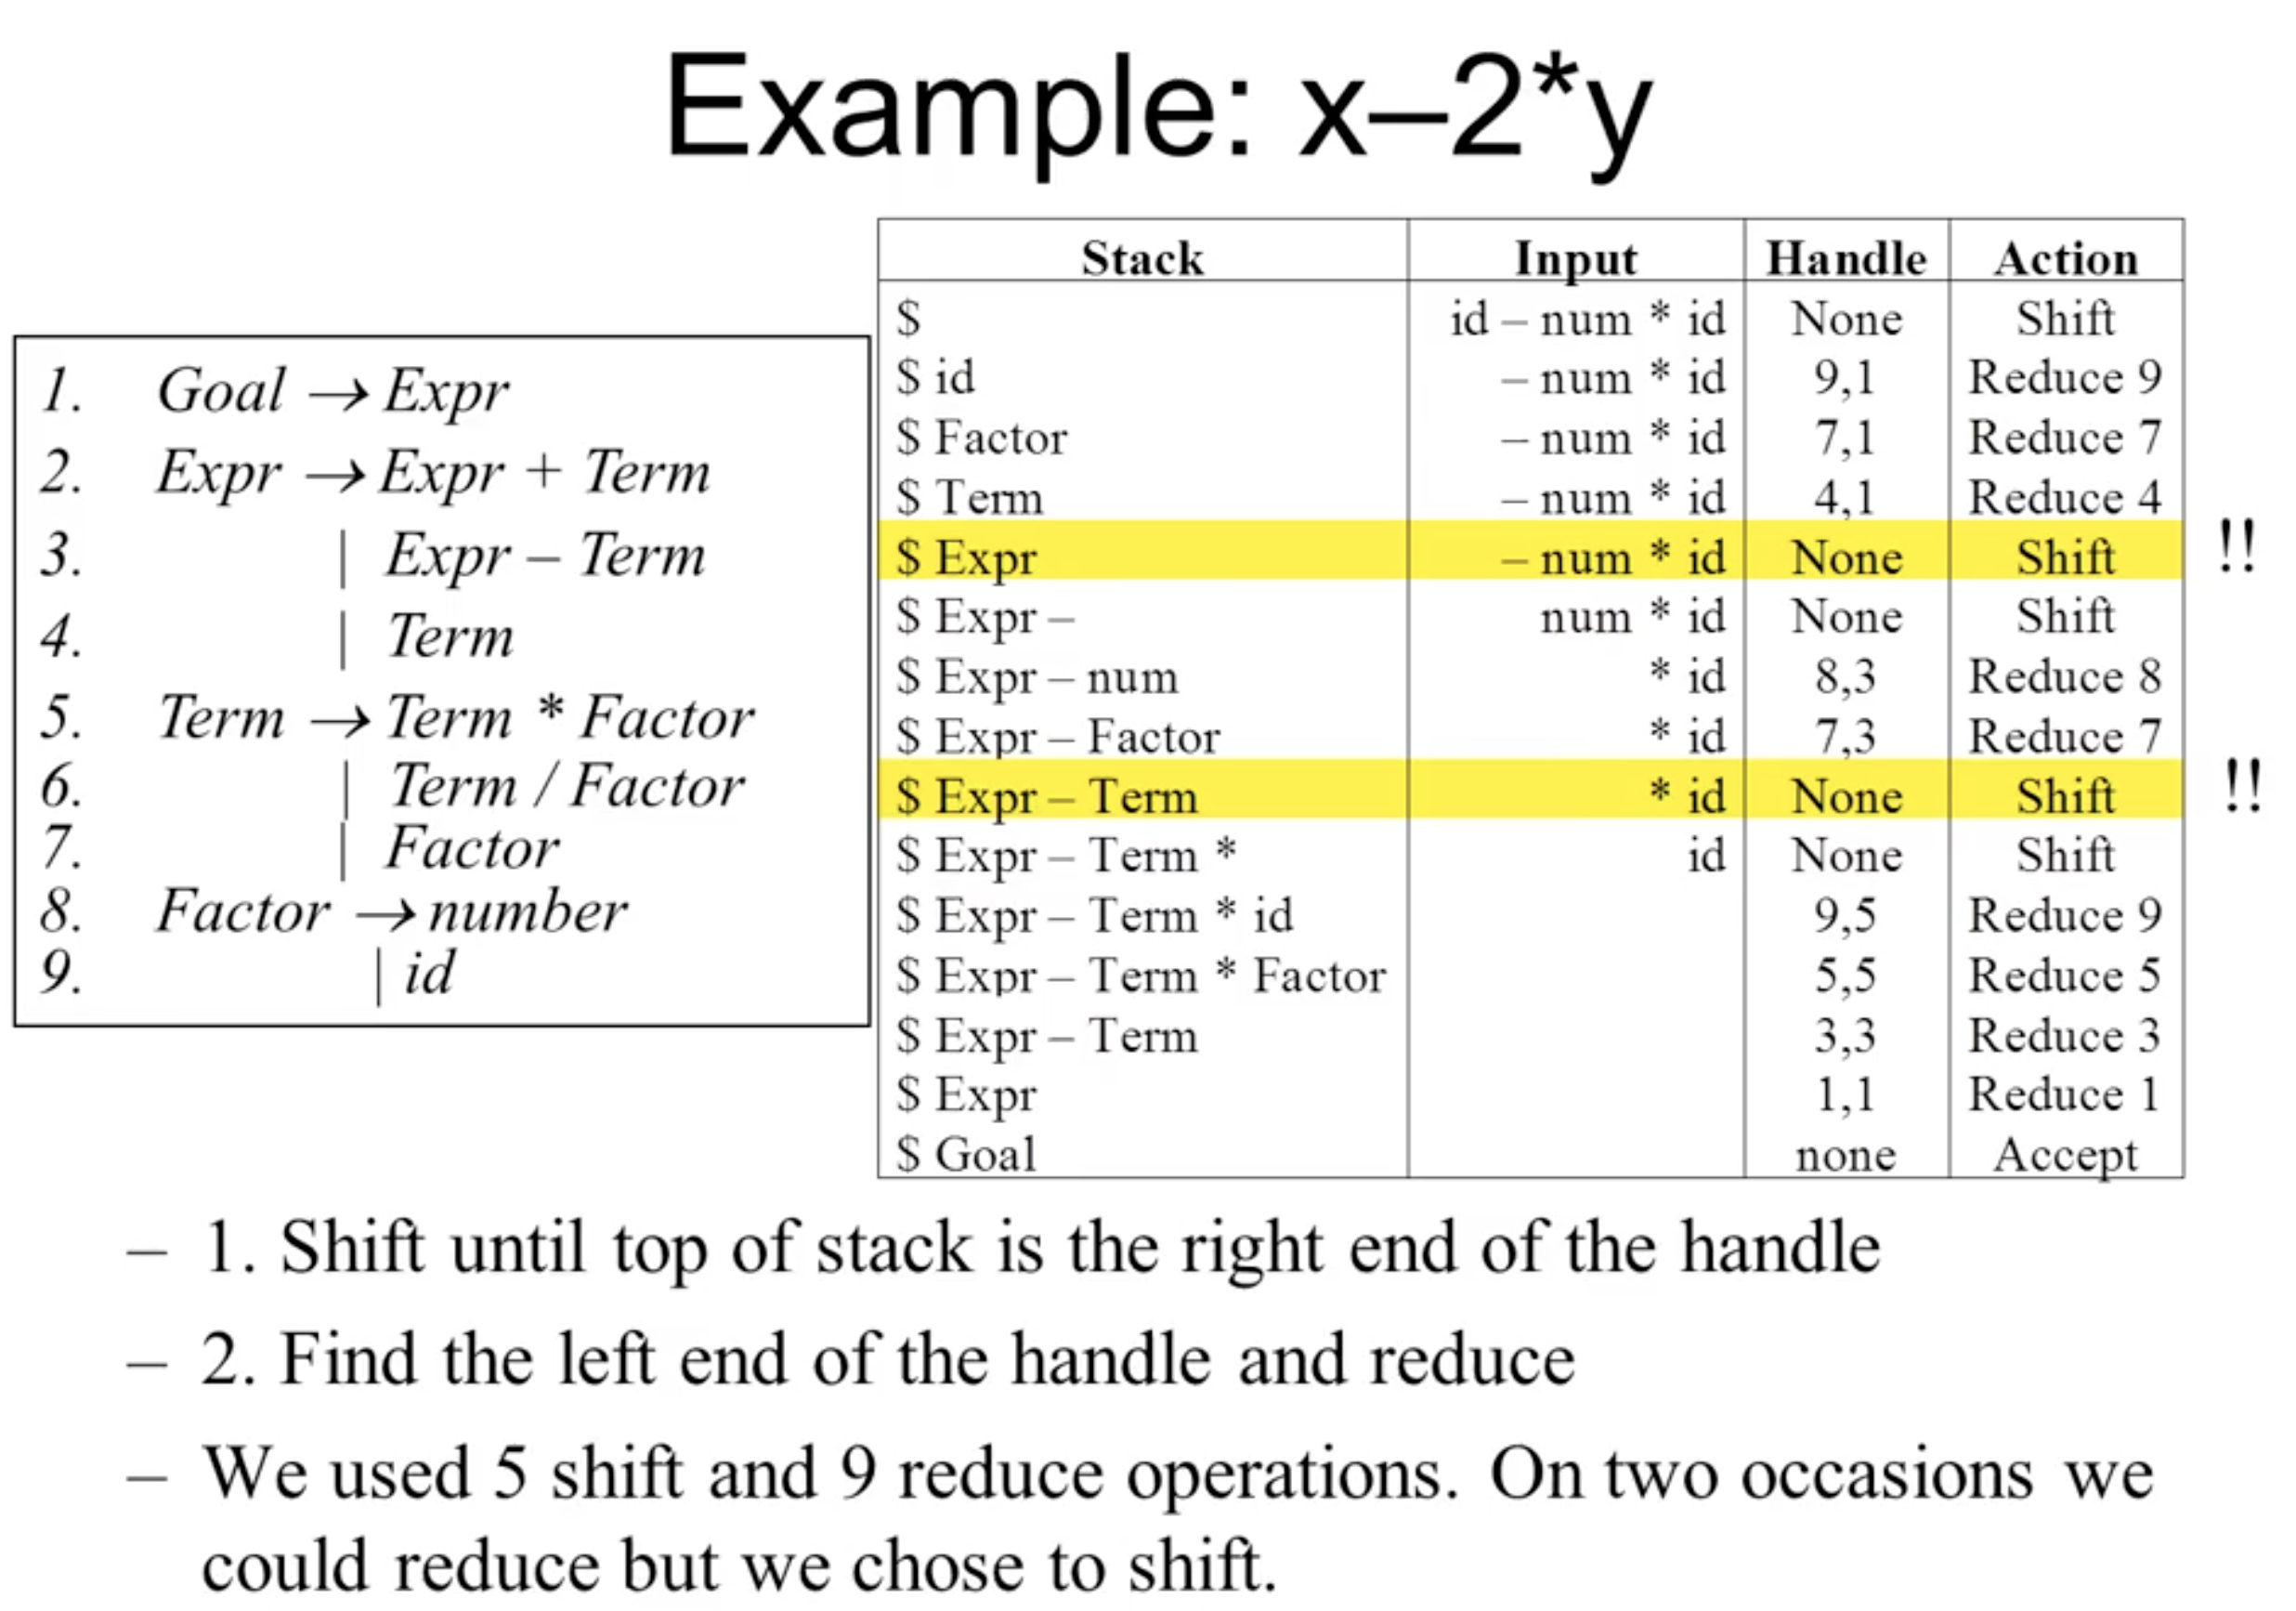 Example: x–2*y
1. Goal → Expr
2. Expr → Expr + Term
3. | Expr – Term
4. | Term
5. Term → Term * Factor
6. | Term / Factor
7. | Factor
8. Factor → number
9. | id
Stack Input Handle Action
$ id – num * id None Shift
$ id – num * id 9,1 Reduce 9
$ Factor – num * id 7,1 Reduce 7
$ Term – num * id 4,1 Reduce 4
$ Expr – num * id None Shift !!
$ Expr – num * id None Shift
$ Expr – num * id 8,3 Reduce 8
$ Expr – Factor * id 7,3 Reduce 7
$ Expr – Term * id None Shift !!
$ Expr – Term * id None Shift
$ Expr – Term * id 9,5 Reduce 9
$ Expr – Term * Factor 5,5 Reduce 5
$ Expr – Term 3,3 Reduce 3
$ Expr 1,1 Reduce 1
$ Goal none Accept
– 1. Shift until top of stack is the right end of the handle
– 2. Find the left end of the handle and reduce
– We used 5 shift and 9 reduce operations. On two occasions we
could reduce but we chose to shift.